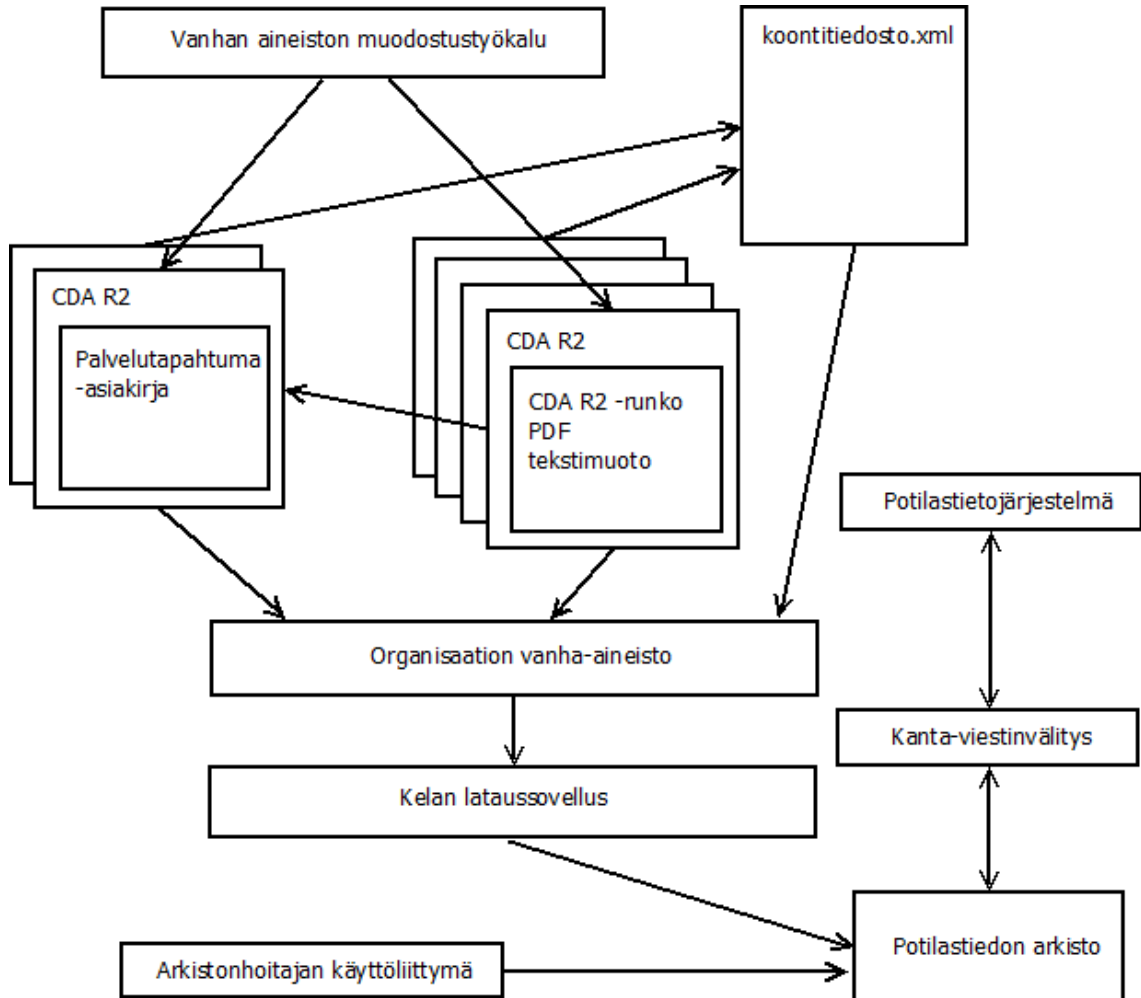 Vanhan aineiston muodostustyökalu
koontitiedosto.xml
CDA R2
Palvelutapahtuma
-asiakirja
CDA R2
CDA R2 -runko
PDF
tekstimuoto
Potilastietojärjestelmä
Organisaation vanha-aineisto
Kanta-viestinvälitys
Kelan lataussovellus
Potilastiedon arkisto
Arkistonhoitajan käyttöliittymä